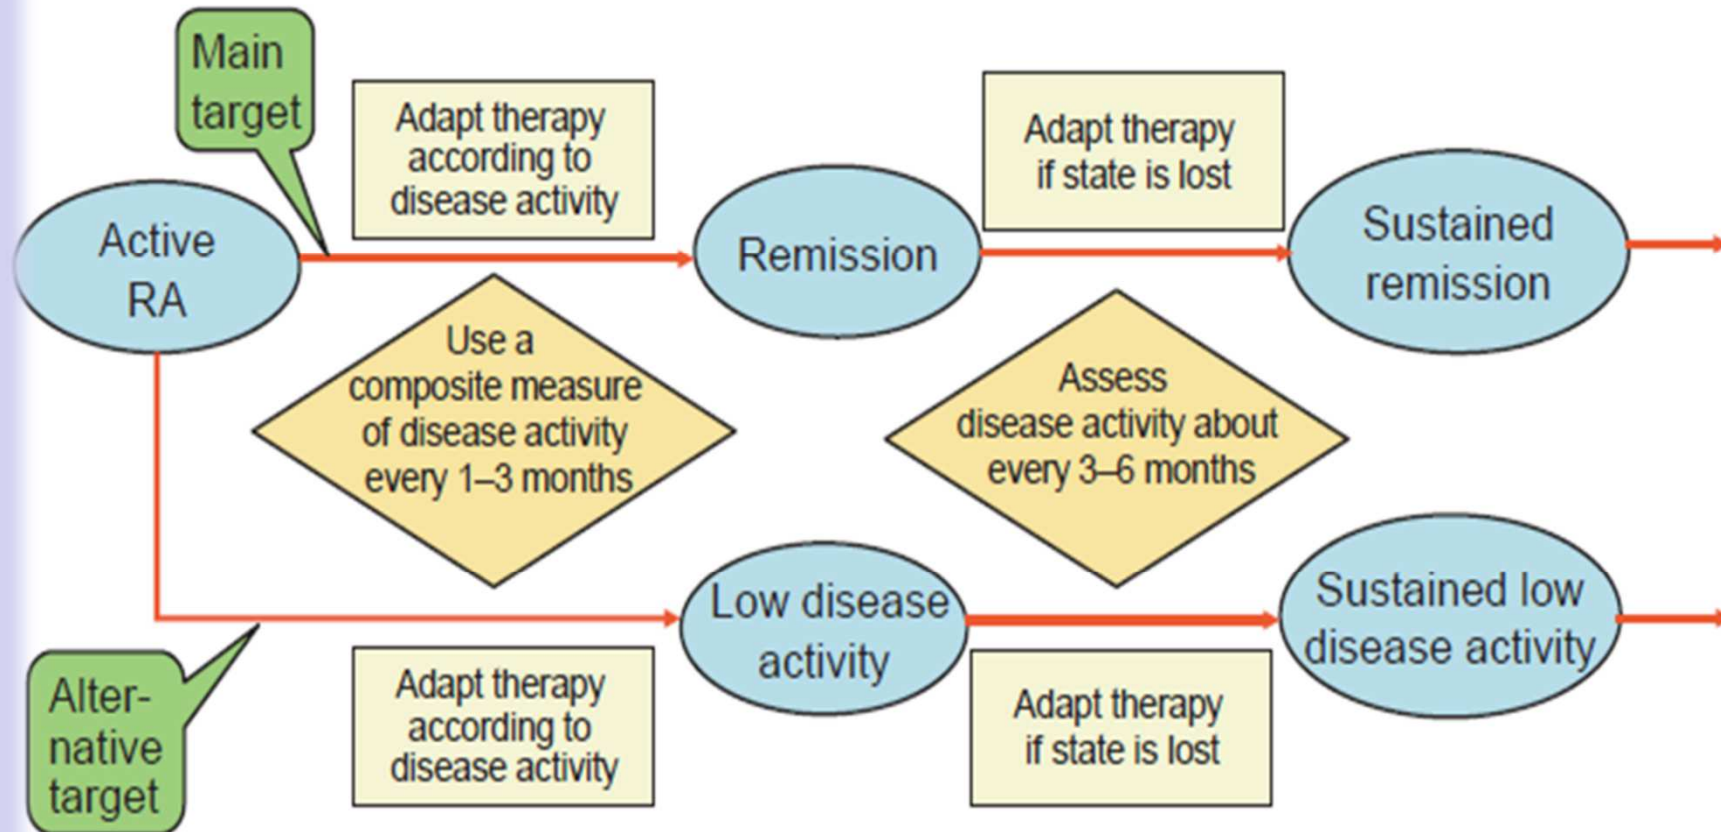 Main
target
Adapt therapy
according to
disease activity
Adapt therapy
if state is lost
Active
RA
Remission
Sustained
remission
Use a
composite measure
of disease activity
every 1–3 months
Assess
disease activity about
every 3–6 months
Low disease
activity
Sustained low
disease activity
Alter-
native
target
Adapt therapy
according to
disease activity
Adapt therapy
if state is lost